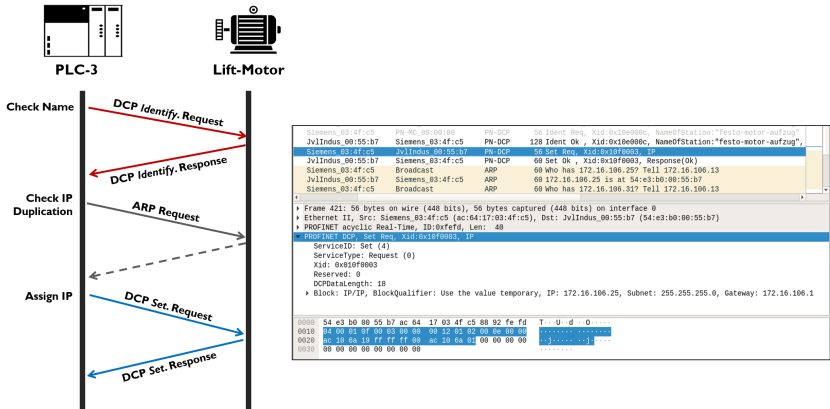 PLC-3
Lift-Motor
Check Name
DCP Identify. Request
DCP Identify. Response
Check IP
Duplication
ARP Request
Assign IP
DCP Set. Request
DCP Set. Response
Siemens_03:4f:c5 PN-MC_00:00:00 PN-DCP 56 Ident Req, Xid:0x10e000c, NameOfStation:"festo-motor-aufzug"
JvlIndus_00:55:b7 Siemens_03:4f:c5 PN-DCP 128 Ident Ok , Xid:0x10e000c, NameOfStation:"festo-motor-aufzug",
Siemens_03:4f:c5 JvlIndus_00:55:b7 PN-DCP 56 Set Req, Xid:0x10f0003, IP
JvlIndus_00:55:b7 Siemens_03:4f:c5 PN-DCP 60 Set Ok , Xid:0x10f0003, Response(Ok)
Siemens_03:4f:c5 Broadcast ARP 60 Who has 172.16.106.25? Tell 172.16.106.13
JvlIndus_00:55:b7 Siemens_03:4f:c5 ARP 60 172.16.106.25 is at 54:e3:b0:00:55:b7
Siemens_03:4f:c5 Broadcast ARP 60 Who has 172.16.106.31? Tell 172.16.106.13
Frame 421: 56 bytes on wire (448 bits), 56 bytes captured (448 bits) on interface 0
Ethernet II, Src: Siemens_03:4f:c5 (ac:64:17:03:4f:c5), Dst: JvlIndus_00:55:b7 (54:e3:b0:00:55:b7)
PROFINET acyclic Real-Time, ID:0xfefd, Len: 40
PROFINET DCP, Set Req, Xid:0x10f0003, IP
ServiceID: Set (4)
ServiceType: Request (0)
Xid: 0x010f0003
Reserved: 0
DCPDataLength: 18
Block: IP/IP, BlockQualifier: Use the value temporary, IP: 172.16.106.25, Subnet: 255.255.255.0, Gateway: 172.16.106.1
0000 54 e3 b0 00 55 b7 ac 64 17 03 4f c5 88 92 fe fd T···U··d ··O·····
0010 04 00 01 0f 00 03 00 00 00 12 01 02 00 0e 00 00 ········ ········
0020 ac 10 6a 19 ff ff ff 00 ac 10 6a 01 00 00 00 00 ··j····· ··j·····
0030 00 00 00 00 00 00 00 00 ········